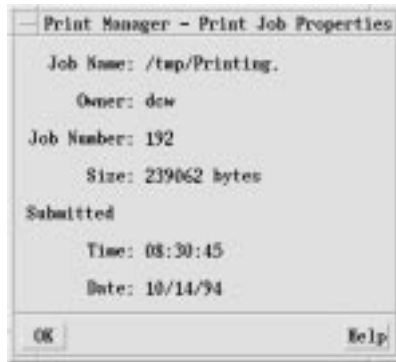 Print Manager - Print Job Properties
Job Name: /tmp/Printing.
Owner: dcw
Job Number: 192
Size: 239062 bytes
Submitted
Time: 08:30:45
Date: 10/14/94
OK Help